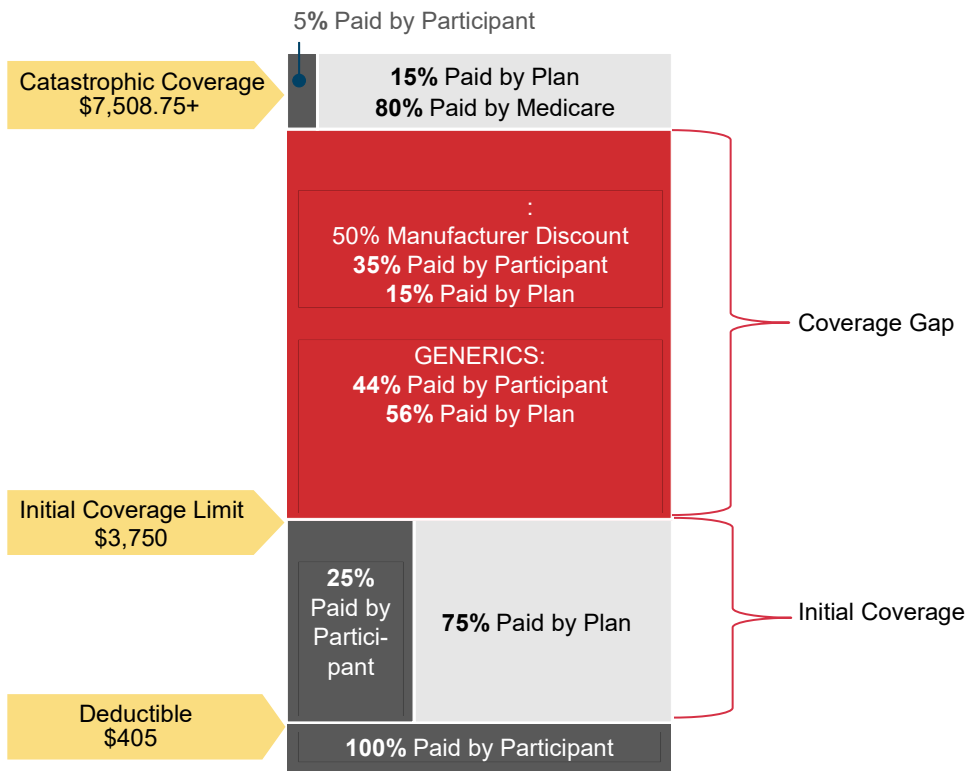 5% Paid by Participant
Catastrophic Coverage
$7,508.75+
15% Paid by Plan
80% Paid by Medicare
:
50% Manufacturer Discount
35% Paid by Participant
15% Paid by Plan
Coverage Gap
GENERICS:
44% Paid by Participant
56% Paid by Plan
Initial Coverage Limit
$3,750
25%
Paid by
Partici-
pant
75% Paid by Plan
Initial Coverage
Deductible
$405
100% Paid by Participant